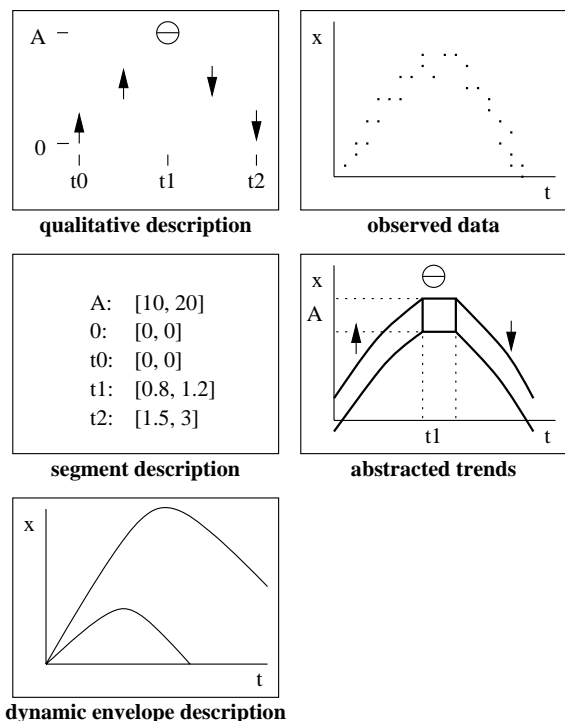 A
0
t0 t1 t2
qualitative description
x
t
observed data
A: [10, 20]
0: [0, 0]
t0: [0, 0]
t1: [0.8, 1.2]
t2: [1.5, 3]
segment description
x
A
t1 t
abstracted trends
x
t
dynamic envelope description